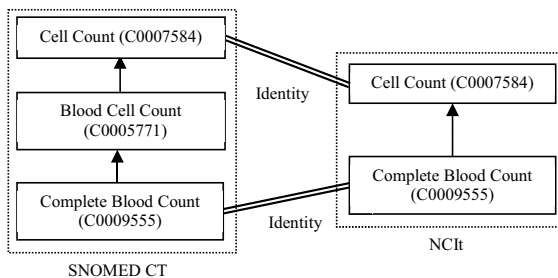 Cell Count (C0007584)
Blood Cell Count
(C0005771)
Complete Blood Count
(C0009555)
SNOMED CT
Identity
Identity
Cell Count (C0007584)
Complete Blood Count
(C0009555)
NCIt